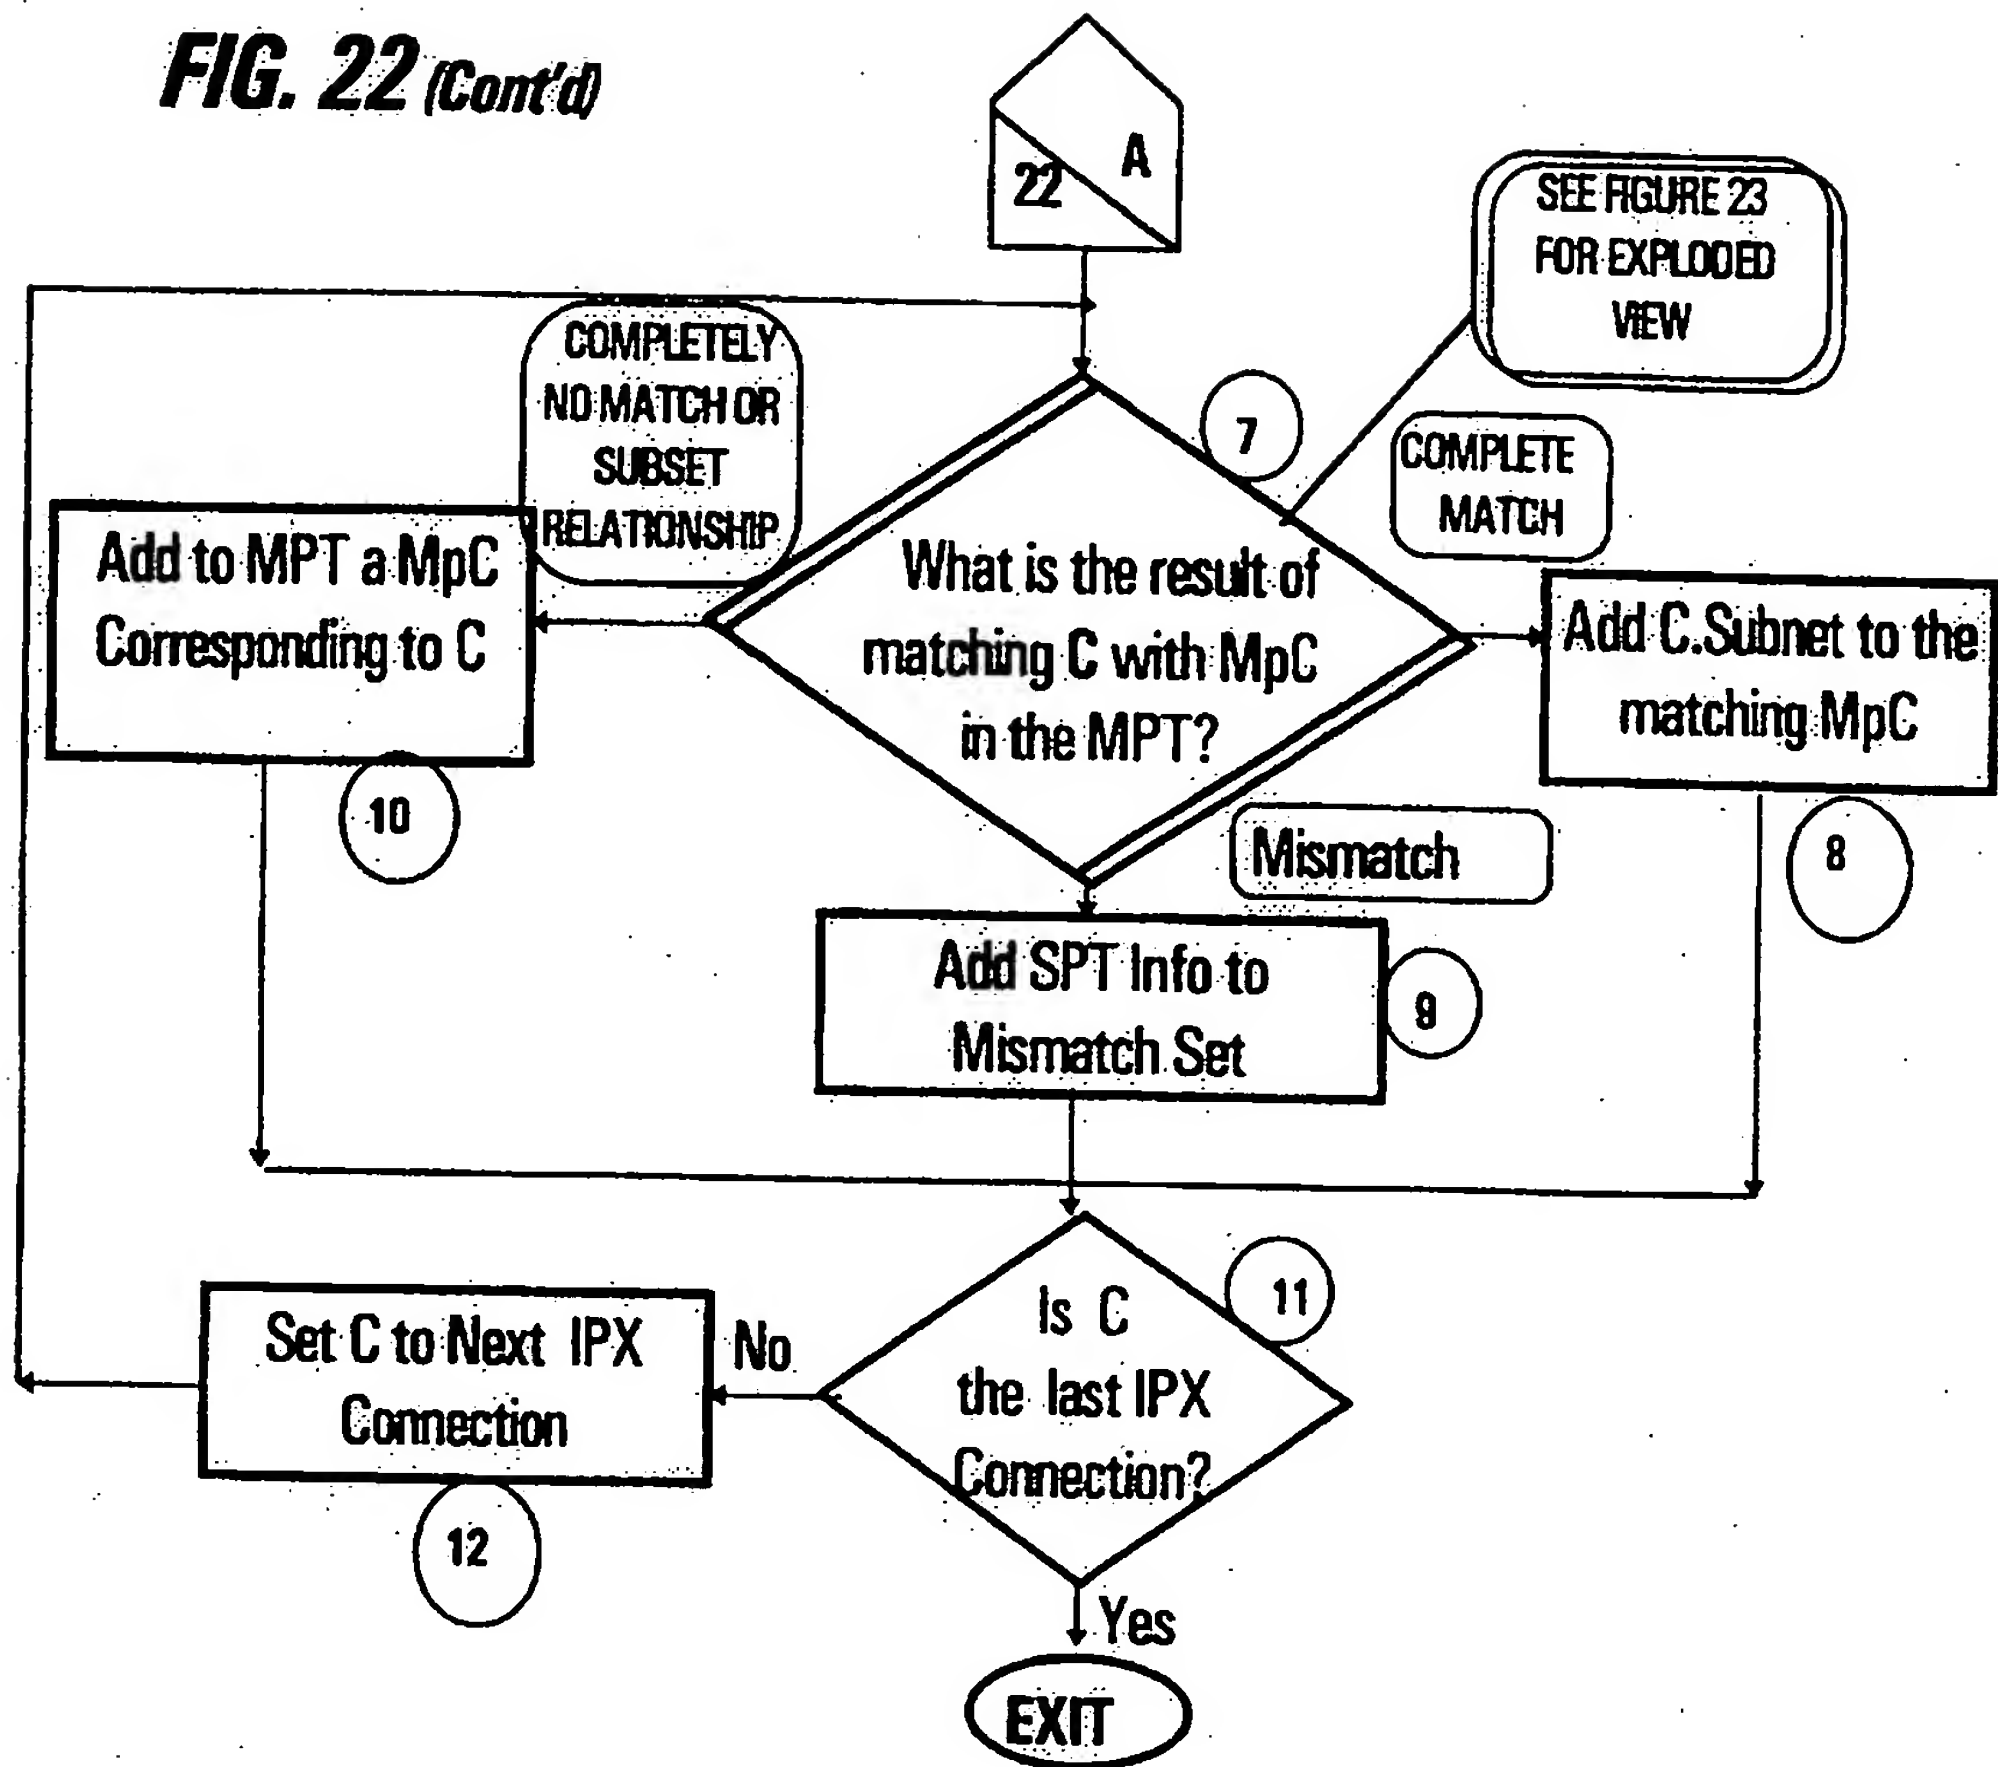 FIG. 22 (Cont'd)
A
22
SEE FIGURE 23
FOR EXPLODED
VIEW
COMPLETELY
NO MATCH OR
SUBSET
RELATIONSHIP
7
COMPLETE
MATCH
Add to MPT a MpC
Corresponding to C
What is the result of
matching C with MpC
in the MPT?
Add C.Subnet to the
matching MpC
10
Mismatch
8
Add SPT Info to
Mismatch Set
9
Is C
the last IPX
Connection?
11
Set C to Next IPX
Connection
No
12
Yes
EXIT